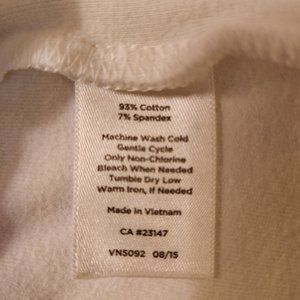 93% Cotton
7% Spandex
Machine Wash Cold
Gentle Cycle
Only Non-Chlorine
Bleach When Needed
Tumble Dry Low
Warm Iron, If Needed
Made in Vietnam
CA #23147
VN5092 08/15